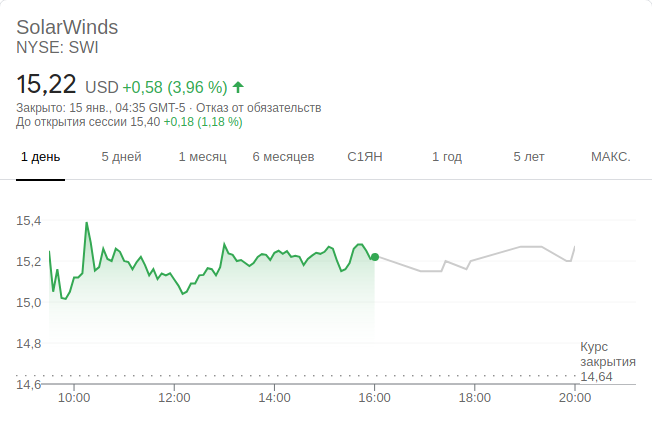 SolarWinds
NYSE: SWI
15,22 USD +0,58 (3,96 %)
Закрыто: 15 янв., 04:35 GMT-5 · Отказ от обязательств
До открытия сессии 15,40 +0,18 (1,18 %)
1 день 5 дней 1 месяц 6 месяцев С1ЯН 1 год 5 лет МАКС.
15,4
15,2
15,0
14,8
Курс
закрытия
14,64
14,6
10:00 12:00 14:00 16:00 18:00 20:00